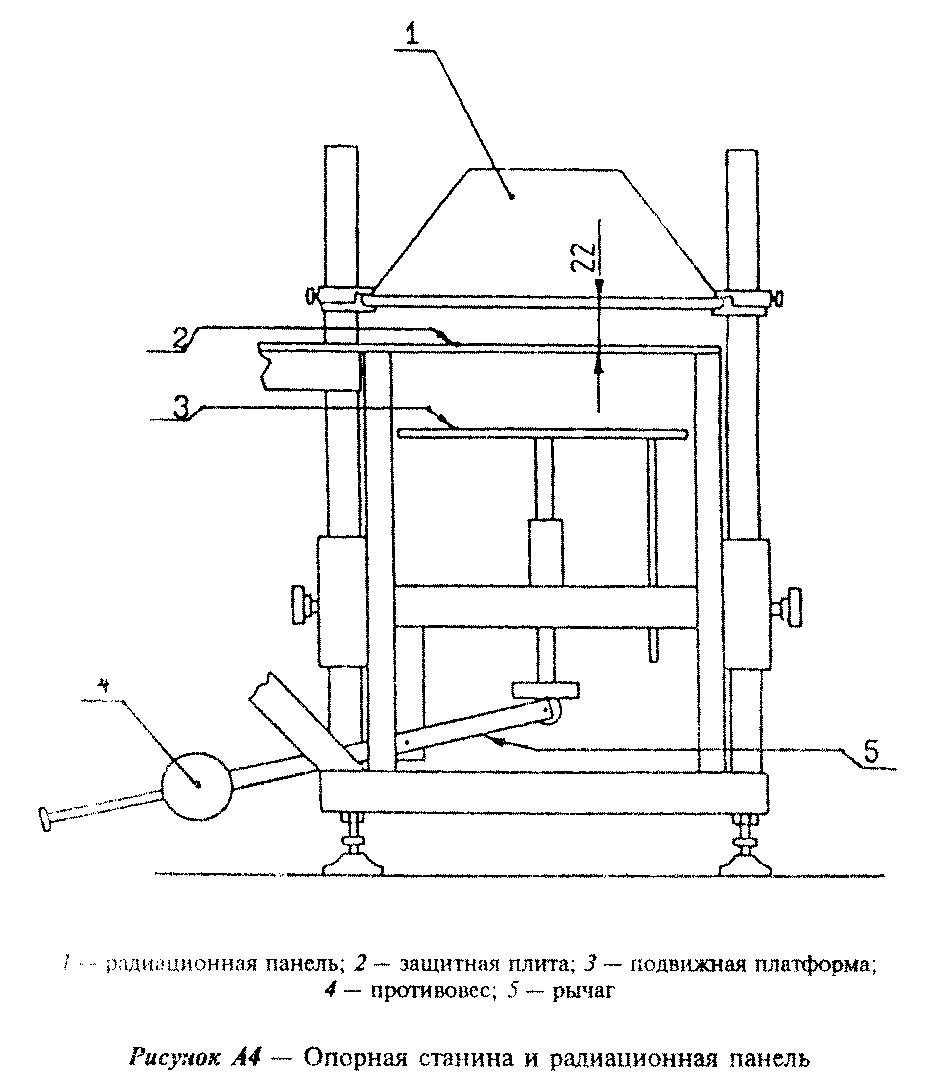 1
22
2
3
4
5
1 — радиационная панель; 2 — защитная плита; 3 — подвижная платформа;
4 — противовес; 5 — рычаг
Рисунок А4 — Опорная станина и радиационная панель